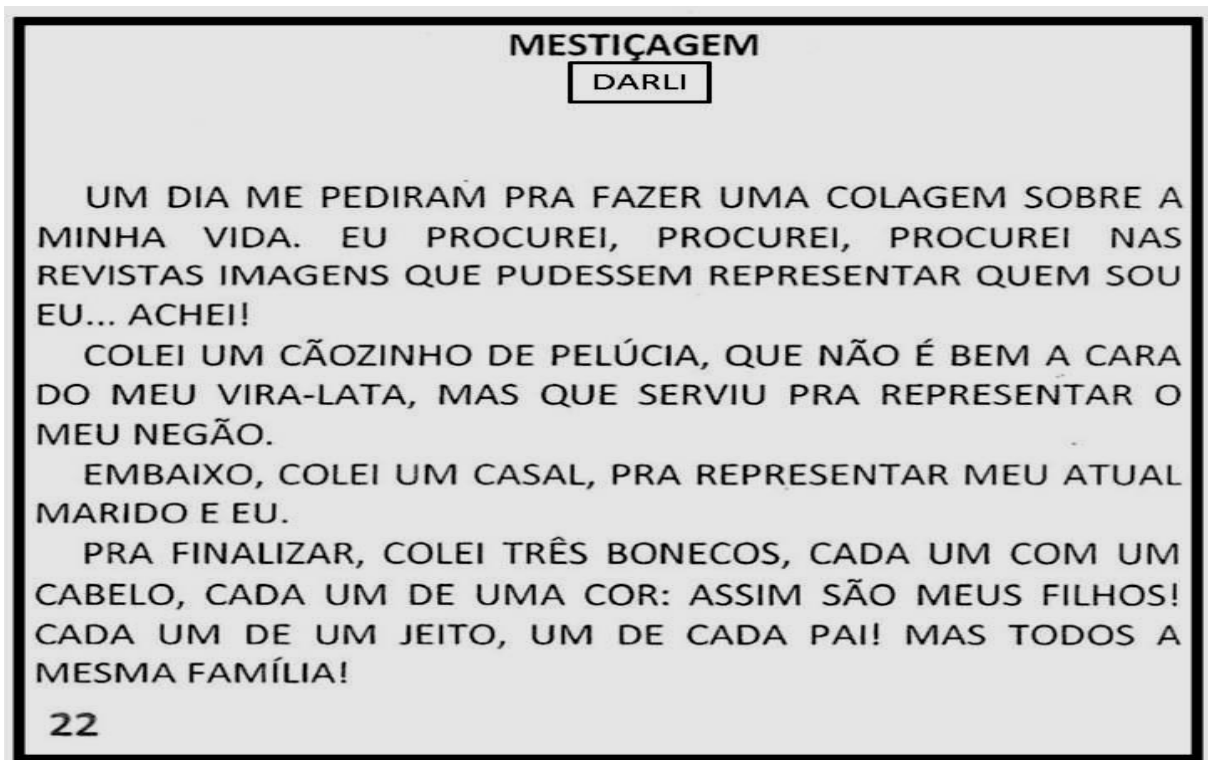 MESTIÇAGEM
DARLI
UM DIA ME PEDIRAM PRA FAZER UMA COLAGEM SOBRE A
MINHA VIDA. EU PROCUREI, PROCUREI, PROCUREI NAS
REVISTAS IMAGENS QUE PUDESSEM REPRESENTAR QUEM SOU
EU... ACHEI!
COLEI UM CÃOZINHO DE PELÚCIA, QUE NÃO É BEM A CARA
DO MEU VIRA-LATA, MAS QUE SERVIU PRA REPRESENTAR O
MEU NEGÃO.
EMBAIXO, COLEI UM CASAL, PRA REPRESENTAR MEU ATUAL
MARIDO E EU.
PRA FINALIZAR, COLEI TRÊS BONECOS, CADA UM COM UM
CABELO, CADA UM DE UMA COR: ASSIM SÃO MEUS FILHOS!
CADA UM DE UM JEITO, UM DE CADA PAI! MAS TODOS A
MESMA FAMÍLIA!
22